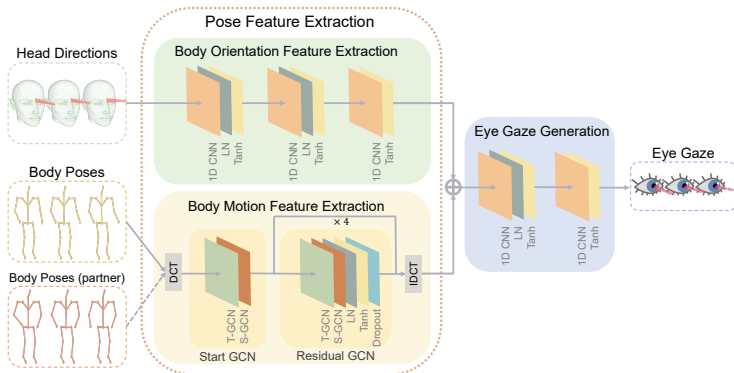 Pose Feature Extraction
Head Directions
Body Orientation Feature Extraction
1D CNN
LN
Tanh
1D CNN
LN
Tanh
1D CNN
Tanh
Eye Gaze Generation
1D CNN
LN
Tanh
1D CNN
Tanh
Eye Gaze
Body Poses
Body Poses (partner)
Body Motion Feature Extraction
× 4
DCT
T-GCN
S-GCN
Start GCN
T-GCN
S-GCN
LN
Tanh
Dropout
Residual GCN
IDCT